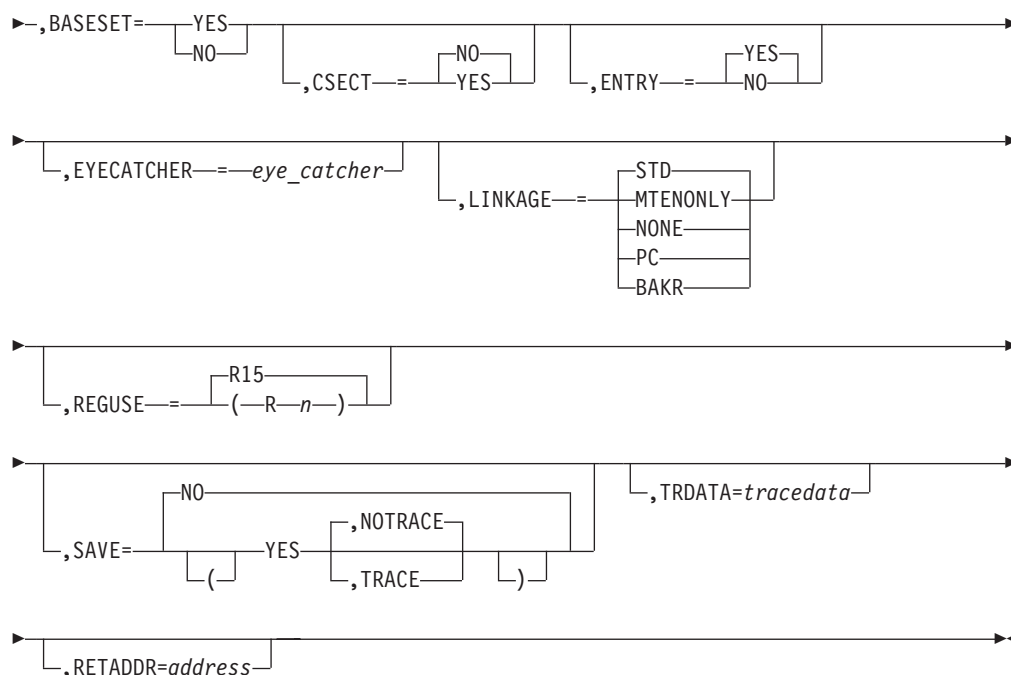 ,BASESET= YES
NO
,CSECT = NO
YES
,ENTRY = YES
NO
,EYECATCHER = eye_catcher
,LINKAGE = STD
MTENONLY
NONE
PC
BAKR
,REGUSE = R15
( R n )
,SAVE= NO
( YES ,NOTRACE
,TRACE )
,TRDATA=tracedata
,RETADDR=address